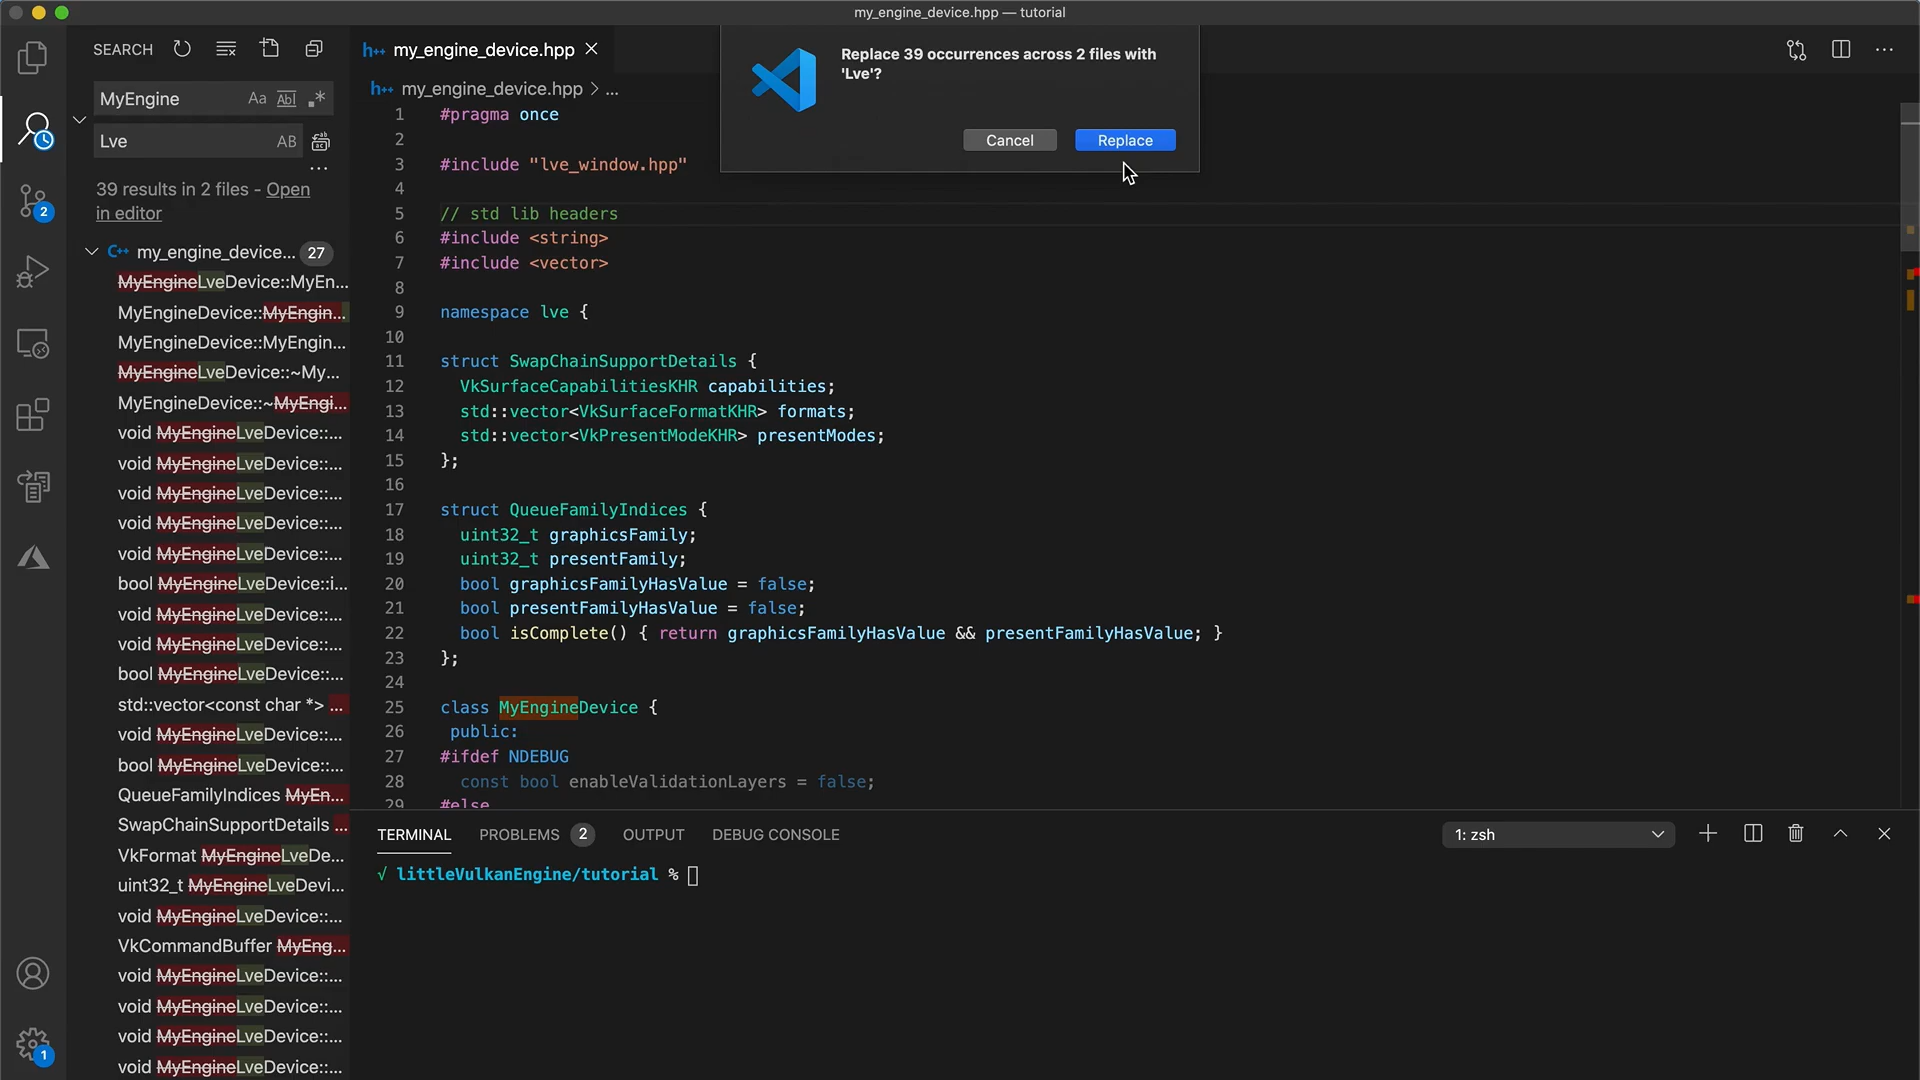 my_engine_device.hpp — tutorial
SEARCH
MyEngine
Aa
Abl
.*
Lve
AB
39 results in 2 files - Open
in editor
my_engine_device...
27
MyEngineLveDevice::MyEn...
MyEngineDevice::MyEngin...
MyEngineDevice::MyEngin...
MyEngineLveDevice::~My...
MyEngineDevice::~MyEngi...
void MyEngineLveDevice::...
void MyEngineLveDevice::...
void MyEngineLveDevice::...
void MyEngineLveDevice::...
void MyEngineLveDevice::...
bool MyEngineLveDevice::i...
void MyEngineLveDevice::...
void MyEngineLveDevice::...
bool MyEngineLveDevice::...
std::vector<const char *> ...
void MyEngineLveDevice::...
bool MyEngineLveDevice::...
QueueFamilyIndices MyEn...
SwapChainSupportDetails ...
VkFormat MyEngineLveDe...
uint32_t MyEngineLveDevi...
void MyEngineLveDevice::...
VkCommandBuffer MyEng...
void MyEngineLveDevice::...
void MyEngineLveDevice::...
void MyEngineLveDevice::...
void MyEngineLveDevice::...
2
1
h++ my_engine_device.hpp
h++ my_engine_device.hpp > ...
Replace 39 occurrences across 2 files with
'Lve'?
Cancel
Replace
1 #pragma once
2
3 #include "lve_window.hpp"
4
5 // std lib headers
6 #include <string>
7 #include <vector>
8
9 namespace lve {
10
11 struct SwapChainSupportDetails {
12 VkSurfaceCapabilitiesKHR capabilities;
13 std::vector<VkSurfaceFormatKHR> formats;
14 std::vector<VkPresentModeKHR> presentModes;
15 };
16
17 struct QueueFamilyIndices {
18 uint32_t graphicsFamily;
19 uint32_t presentFamily;
20 bool graphicsFamilyHasValue = false;
21 bool presentFamilyHasValue = false;
22 bool isComplete() { return graphicsFamilyHasValue && presentFamilyHasValue; }
23 };
24
25 class MyEngineDevice {
26 public:
27 #ifdef NDEBUG
28 const bool enableValidationLayers = false;
29 #else
TERMINAL
PROBLEMS
2
OUTPUT
DEBUG CONSOLE
1: zsh
√ littleVulkanEngine/tutorial %